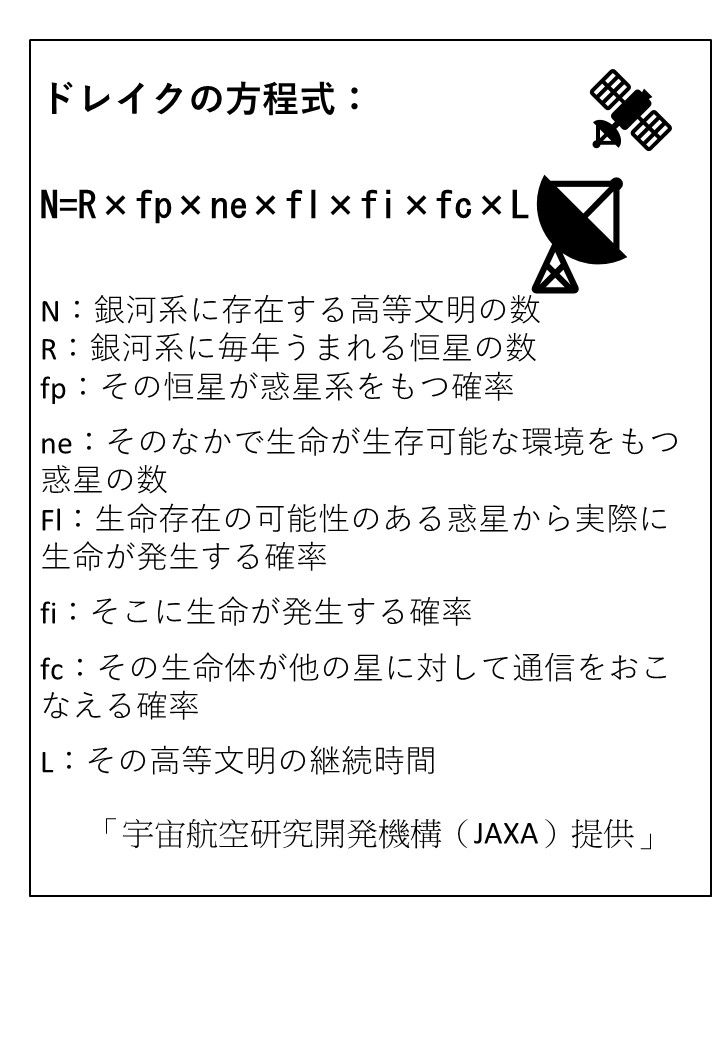 ドレイクの方程式：
N=R×fp×ne×fl×fi×fc×L
N：銀河系に存在する高等文明の数
R：銀河系に毎年うまれる恒星の数
fp：その恒星が惑星系をもつ確率
ne：そのなかで生命が生存可能な環境をもつ
惑星の数
Fl：生命存在の可能性のある惑星から実際に
生命が発生する確率
fi：そこに生命が発生する確率
fc：その生命体が他の星に対して通信をおこ
なえる確率
L：その高等文明の継続時間
「宇宙航空研究開発機構（JAXA）提供」